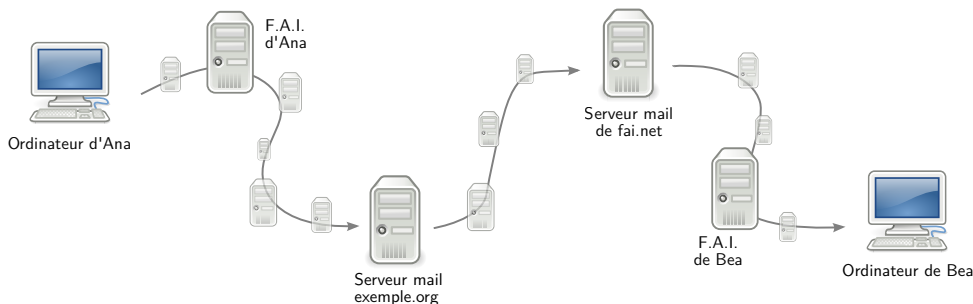 F.A.I.
d'Ana
Ordinateur d'Ana
Serveur mail
exemple.org
Serveur mail
de fai.net
F.A.I.
de Bea
Ordinateur de Bea